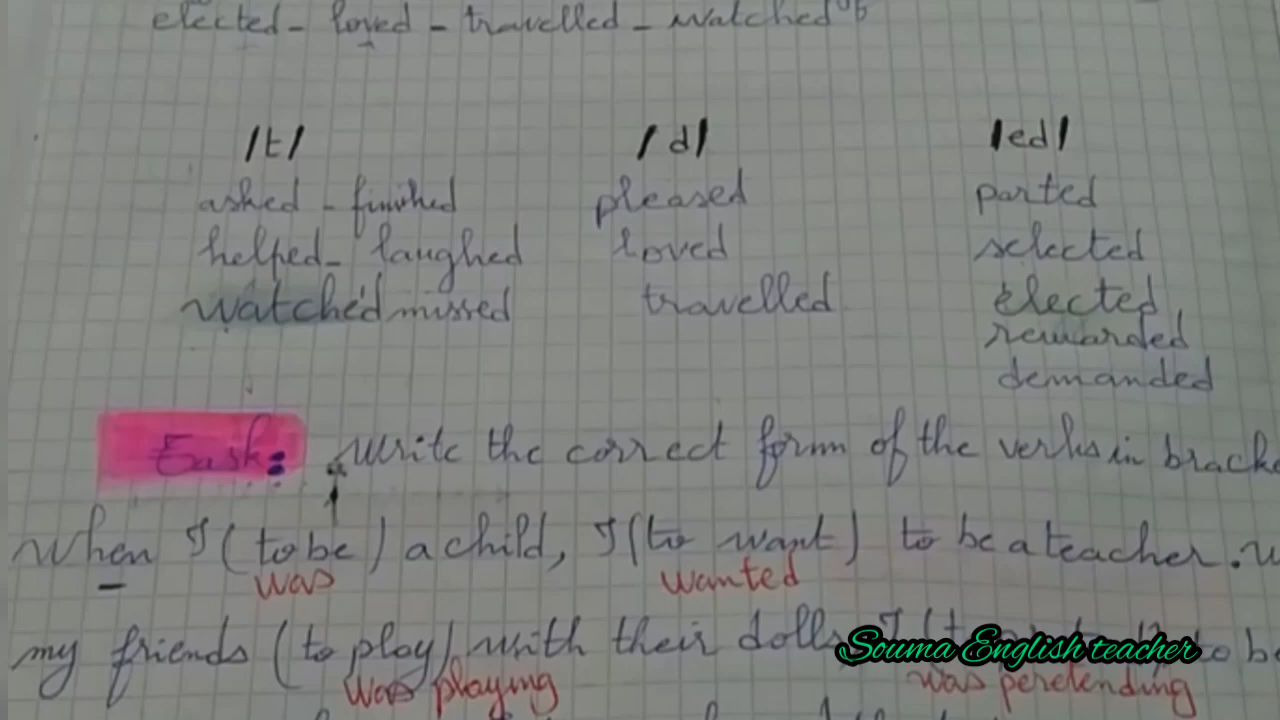 elected - loved - travelled - watched
/t/ /d/ /ed/
asked - finished pleased parted
helped - laughed loved selected
watched missed travelled elected
rewarded
demanded
Task: write the correct form of the verbs in bracke
when I (to be) a child, I (to want) to be a teacher.
was wanted
my friends (to play) with their dolls, I to b
Souma English teacher
was playing was peretending